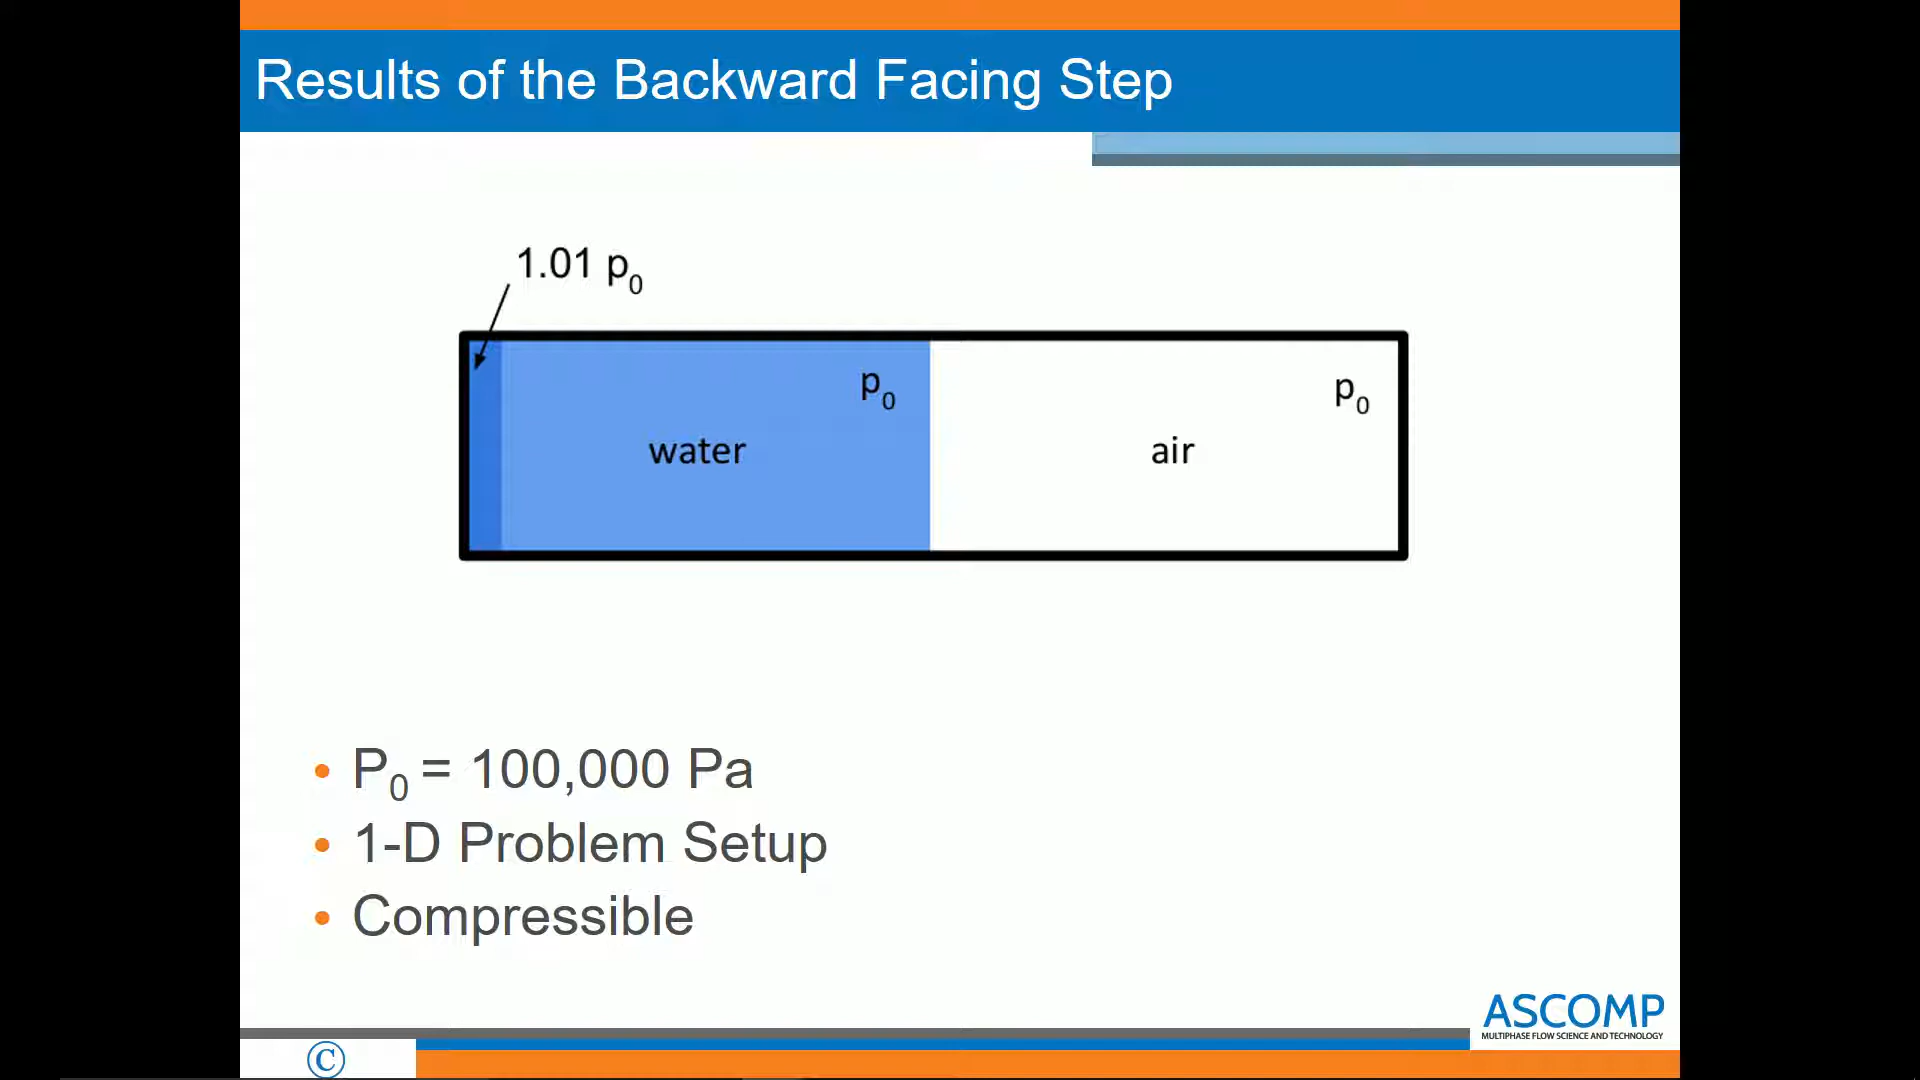 Results of the Backward Facing Step
1.01 p₀
p₀
p₀
water
air
• P₀ = 100,000 Pa
• 1-D Problem Setup
• Compressible
ASCOMP
MULTIPHASE FLOW SCIENCE AND TECHNOLOGY
©